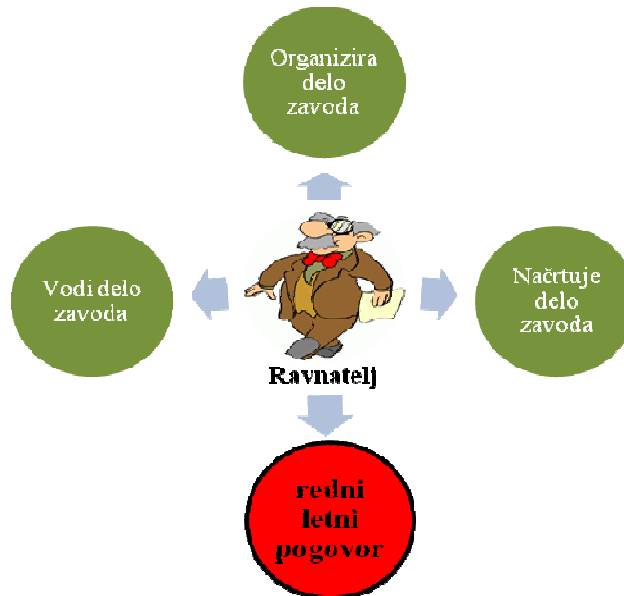 Organizira
delo
zavoda
Vodi delo
zavoda
Načrtuje
delo
zavoda
Ravnatelj
redni
letni
pogovor